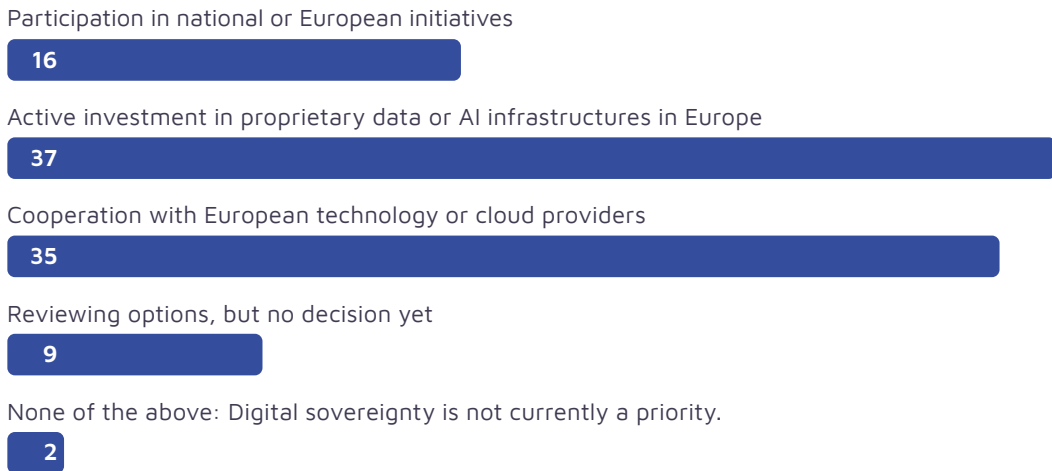 Participation in national or European initiatives
16
Active investment in proprietary data or AI infrastructures in Europe
37
Cooperation with European technology or cloud providers
35
Reviewing options, but no decision yet
9
None of the above: Digital sovereignty is not currently a priority.
2